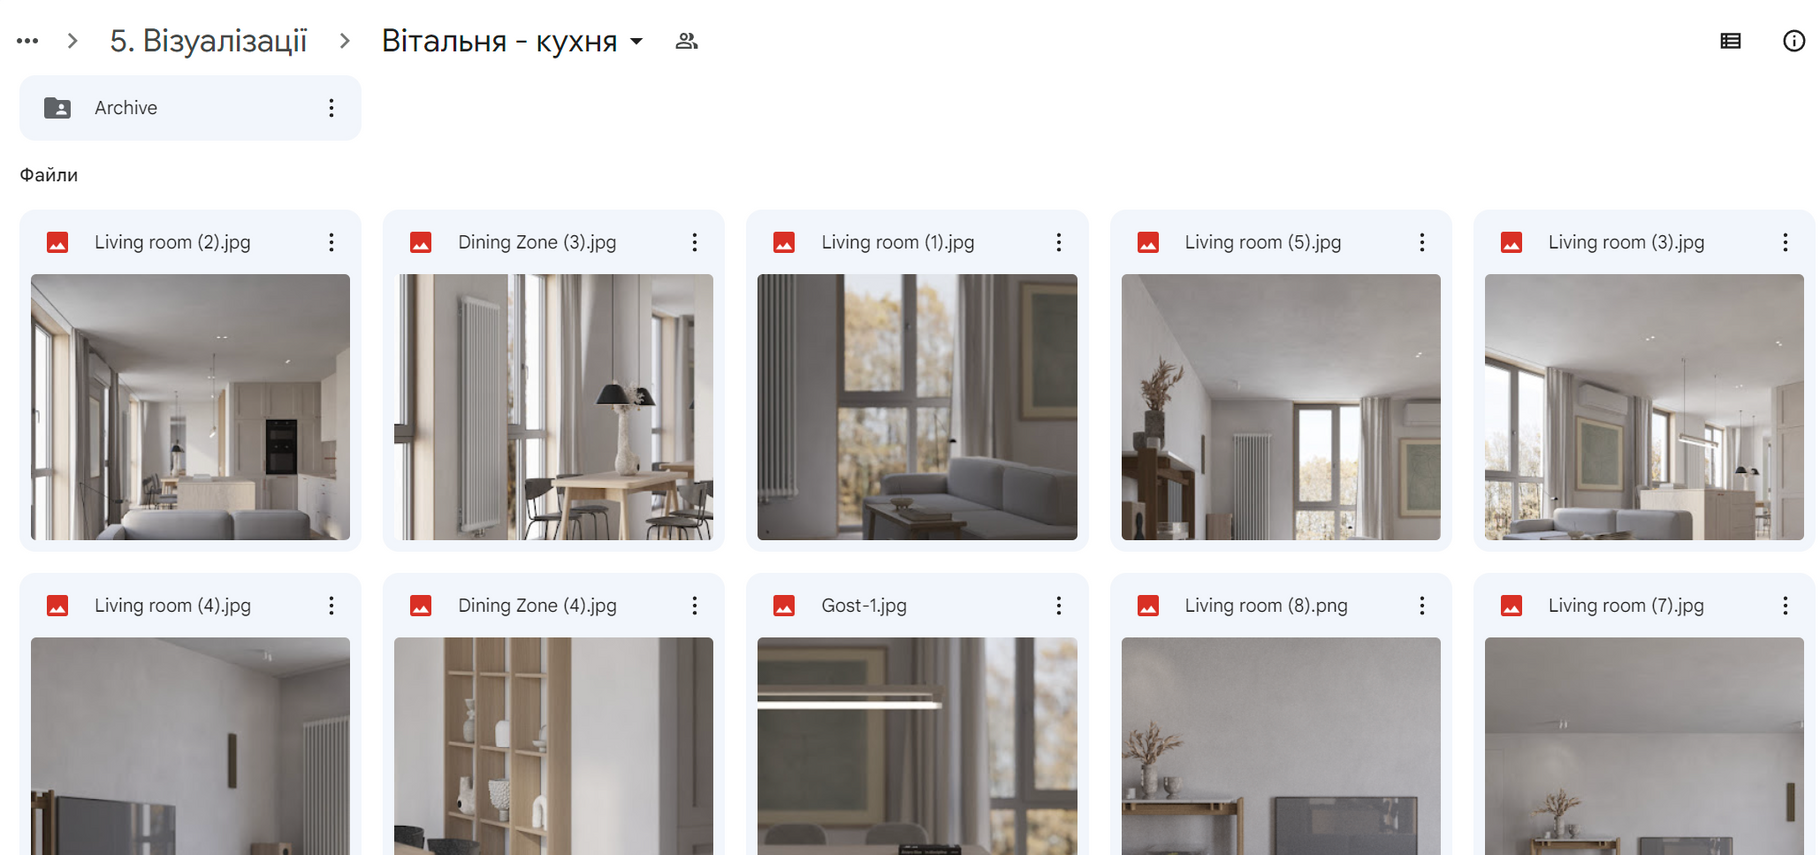 5. Візуалізації
Вітальня - кухня
Archive
Файли
Living room (2).jpg
Dining Zone (3).jpg
Living room (1).jpg
Living room (5).jpg
Living room (3).jpg
Living room (4).jpg
Dining Zone (4).jpg
Gost-1.jpg
Living room (8).png
Living room (7).jpg